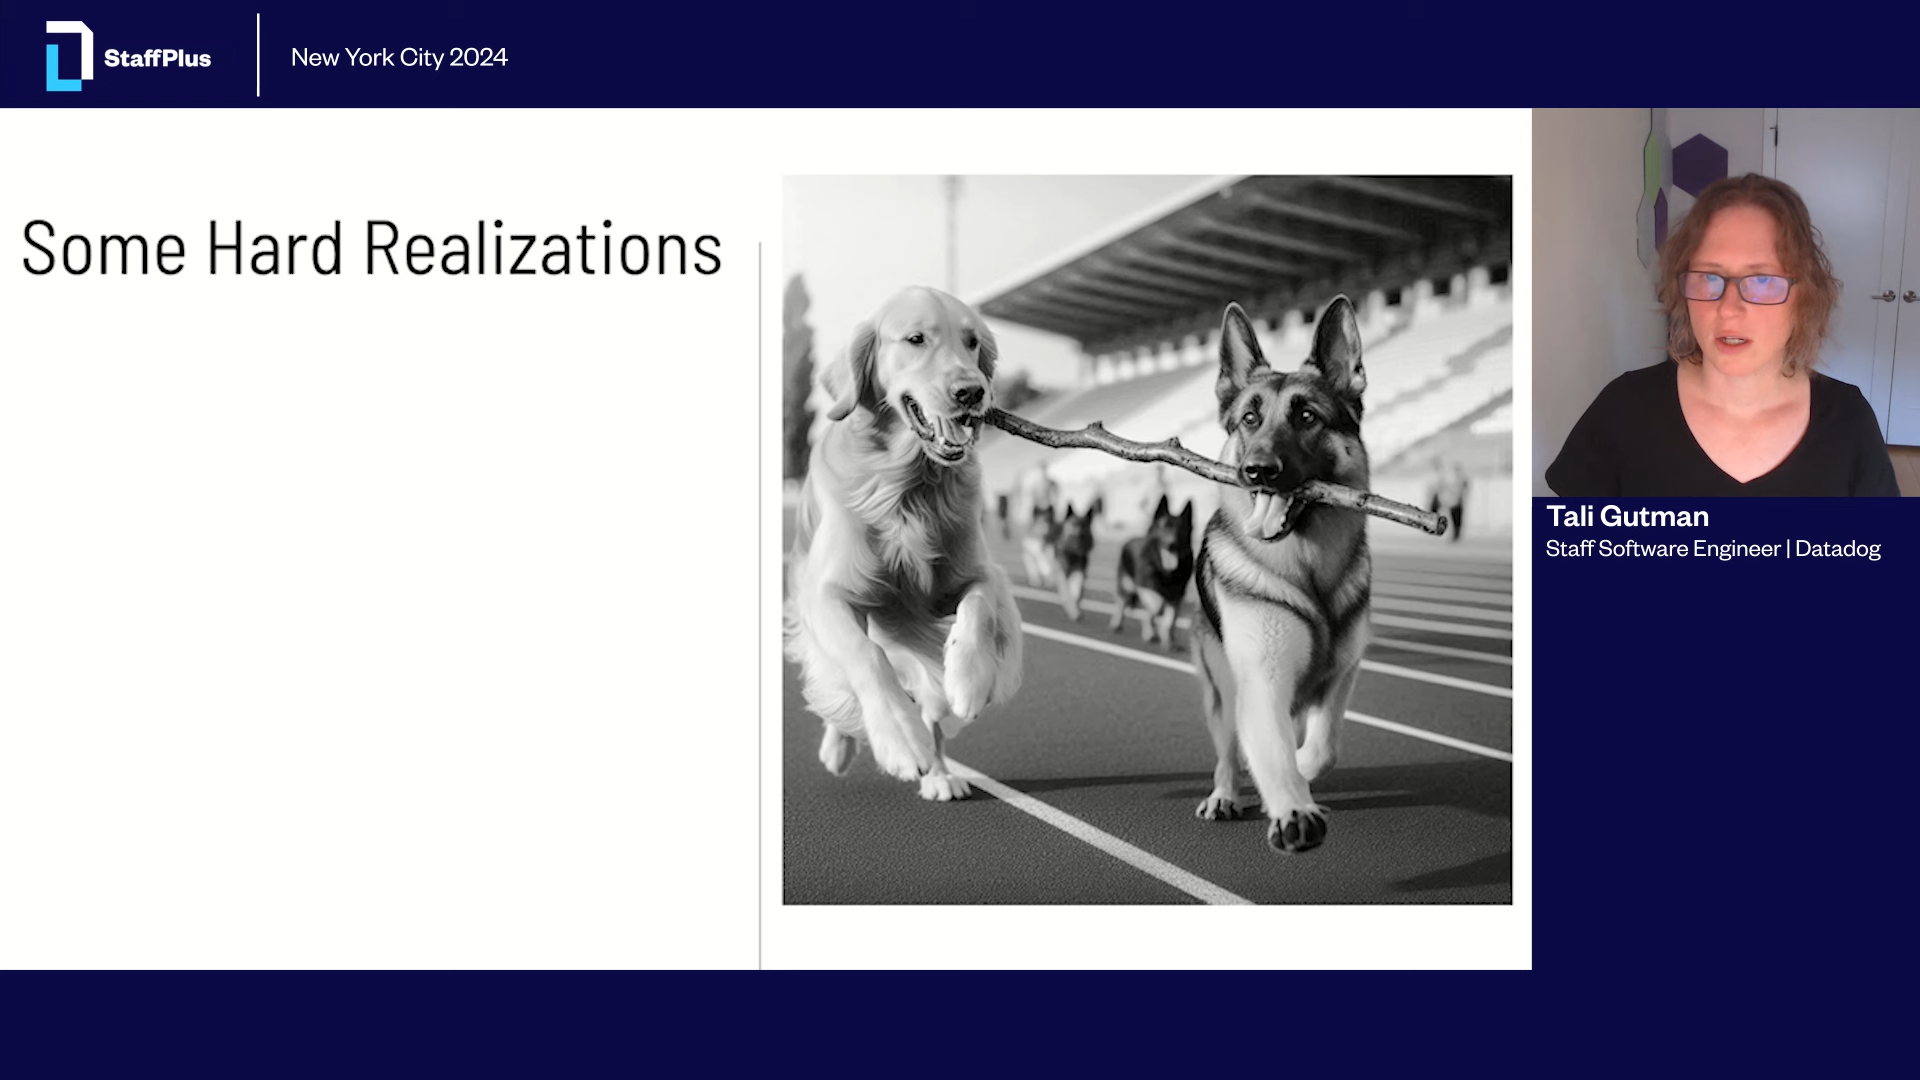 StaffPlus
New York City 2024
Some Hard Realizations
Tali Gutman
Staff Software Engineer | Datadog